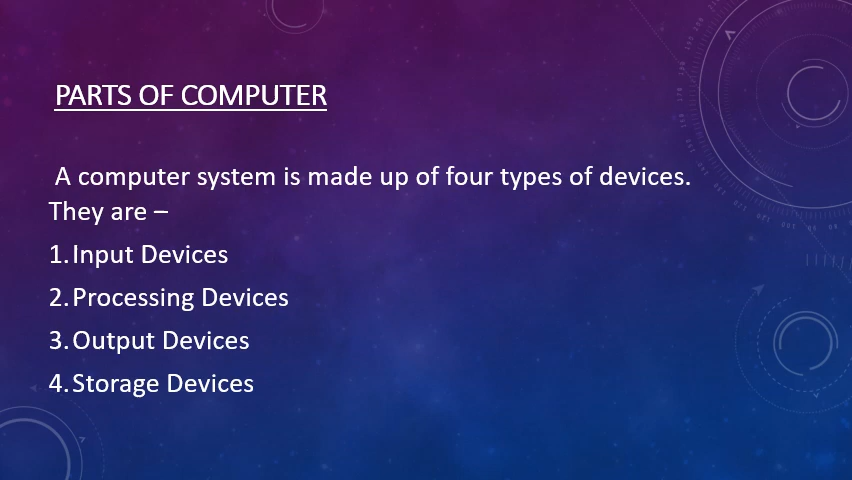 PARTS OF COMPUTER
A computer system is made up of four types of devices.
They are –
1. Input Devices
2. Processing Devices
3. Output Devices
4. Storage Devices